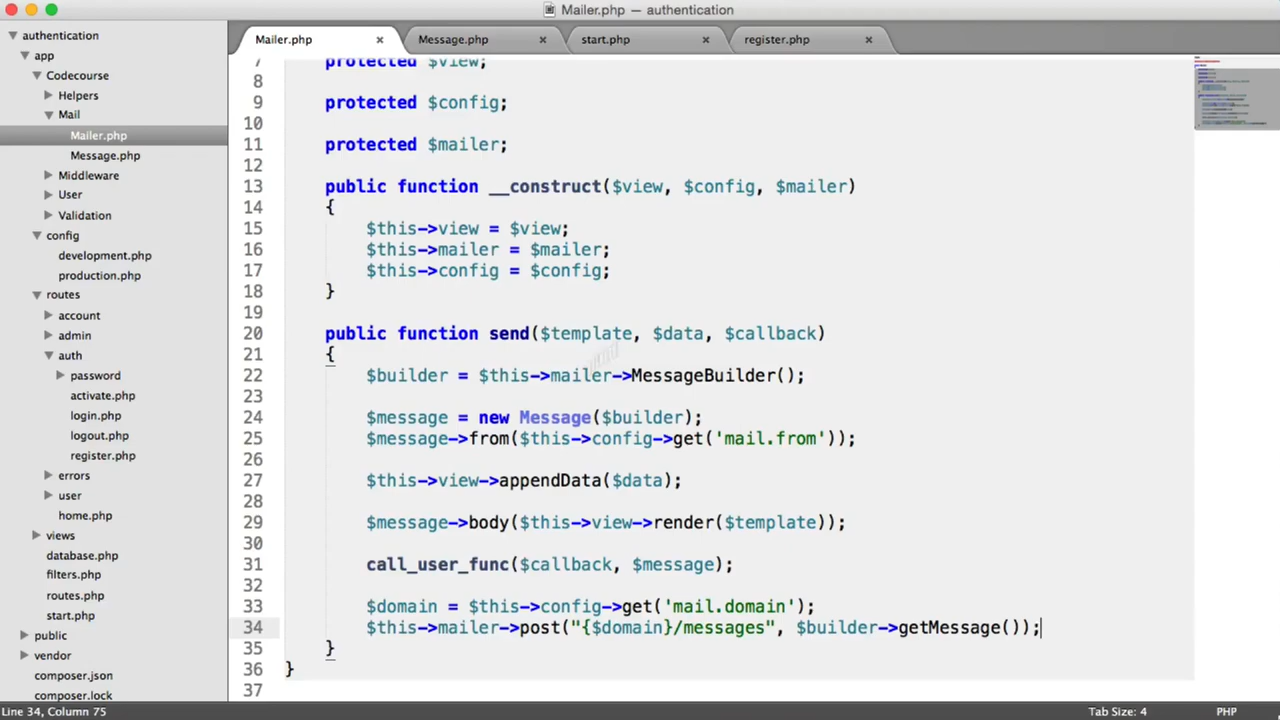 Mailer.php — authentication
authentication
app
Codecourse
Helpers
Mail
Mailer.php
Message.php
Middleware
User
Validation
config
development.php
production.php
routes
account
admin
auth
password
activate.php
login.php
logout.php
register.php
errors
user
home.php
views
database.php
filters.php
routes.php
start.php
public
vendor
composer.json
composer.lock
Mailer.php × Message.php × start.php × register.php ×
7 protected $view;
8
9 protected $config;
10
11 protected $mailer;
12
13 public function __construct($view, $config, $mailer)
14 {
15 $this->view = $view;
16 $this->mailer = $mailer;
17 $this->config = $config;
18 }
19
20 public function send($template, $data, $callback)
21 {
22 $builder = $this->mailer->MessageBuilder();
23
24 $message = new Message($builder);
25 $message->from($this->config->get('mail.from'));
26
27 $this->view->appendData($data);
28
29 $message->body($this->view->render($template));
30
31 call_user_func($callback, $message);
32
33 $domain = $this->config->get('mail.domain');
34 $this->mailer->post("{$domain}/messages", $builder->getMessage());
35 }
36 }
37
Line 34, Column 75 Tab Size: 4 PHP